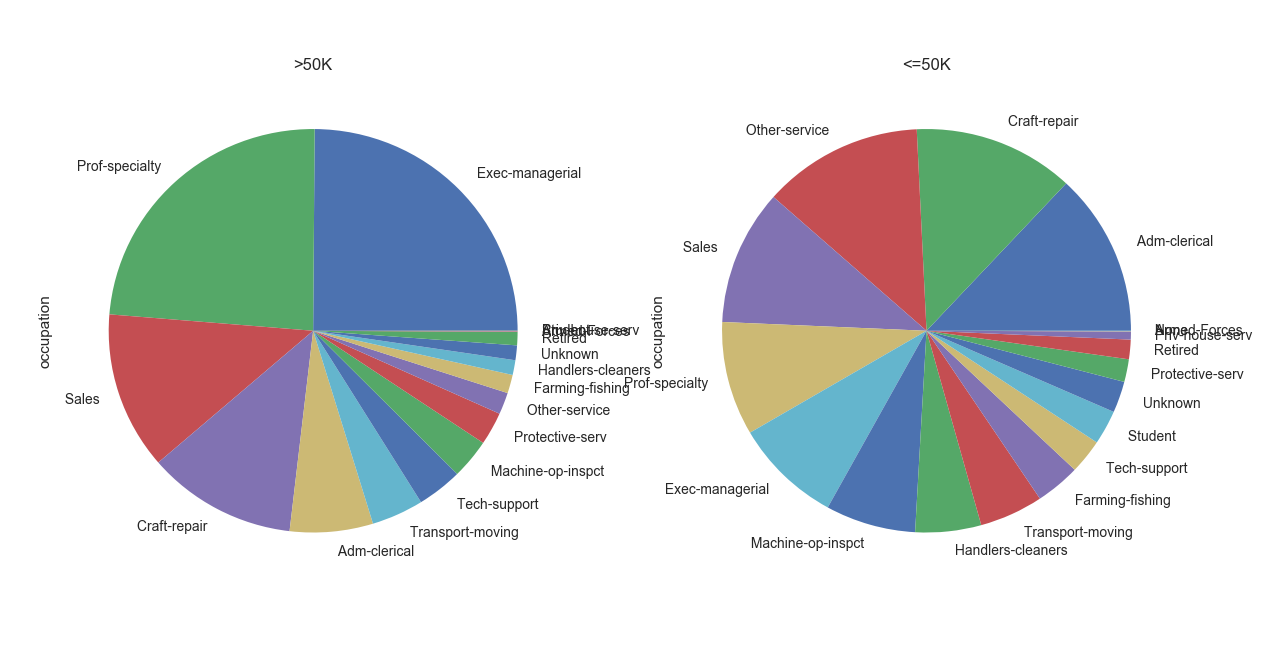 >50K
Exec-managerial
Prof-specialty
Sales
Craft-repair
Adm-clerical
Transport-moving
Tech-support
Machine-op-inspct
Protective-serv
Other-service
Farming-fishing
Handlers-cleaners
Unknown
Retired
occupation
<=50K
Adm-clerical
Craft-repair
Other-service
Sales
Prof-specialty
Exec-managerial
Machine-op-inspct
Handlers-cleaners
Transport-moving
Farming-fishing
Tech-support
Student
Unknown
Protective-serv
Retired
Priv-house-serv
occupation